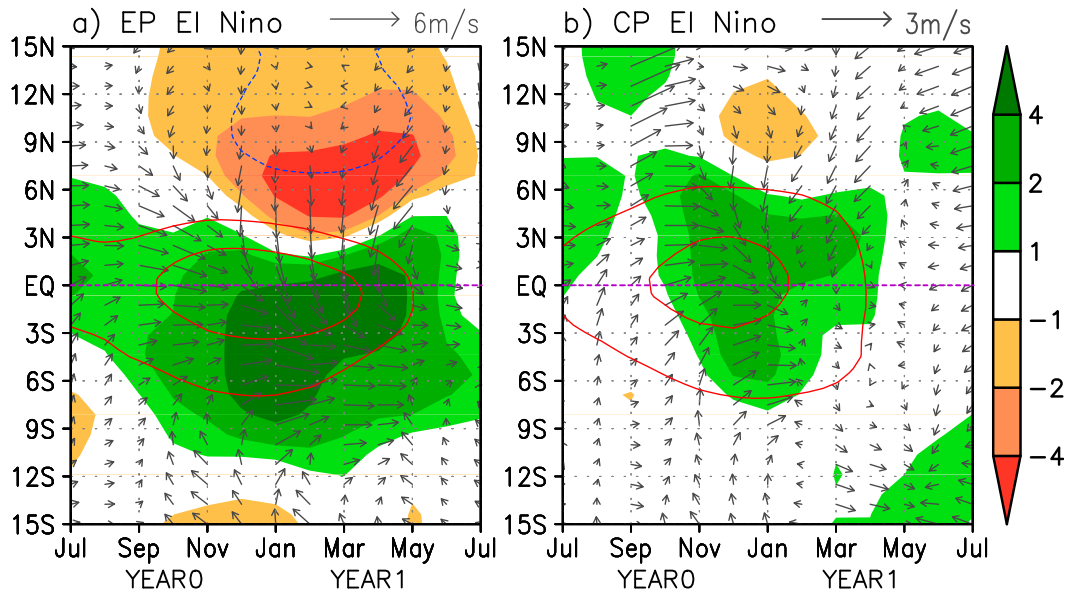 a) EP El Nino 6m/s
b) CP El Nino 3m/s
15N
12N
9N
6N
3N
EQ
3S
6S
9S
12S
15S
Jul Sep Nov Jan Mar May Jul
YEAR0 YEAR1
15N
12N
9N
6N
3N
EQ
3S
6S
9S
12S
15S
Jul Sep Nov Jan Mar May Jul
YEAR0 YEAR1
4
2
1
−1
−2
−4